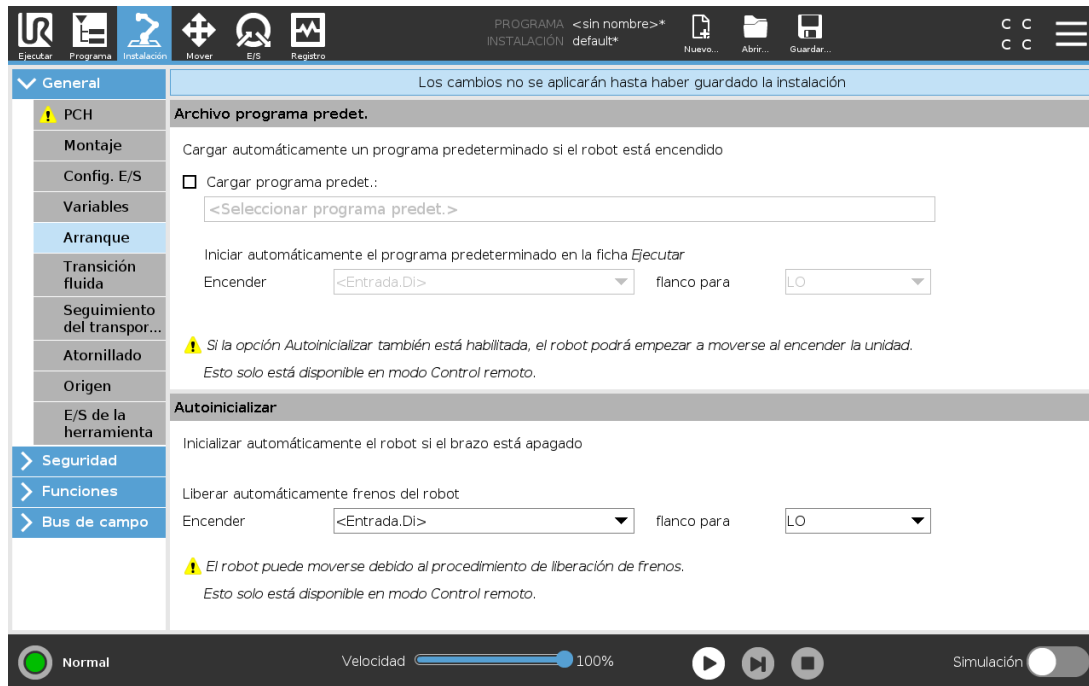 UR
Ejecutar
Programa
Instalación
Mover
E/S
Registro
PROGRAMA <sin nombre>*
INSTALACIÓN default*
Nuevo...
Abrir...
Guardar...
C C
C C
General
Los cambios no se aplicarán hasta haber guardado la instalación
PCH
Montaje
Config. E/S
Variables
Arranque
Transición
fluida
Seguimiento
del transpor...
Atornillado
Origen
E/S de la
herramienta
Seguridad
Funciones
Bus de campo
Archivo programa predet.
Cargar automáticamente un programa predeterminado si el robot está encendido
Cargar programa predet.:
<Seleccionar programa predet.>
Iniciar automáticamente el programa predeterminado en la ficha Ejecutar
Encender <Entrada.Di> flanco para LO
Si la opción Autoinicializar también está habilitada, el robot podrá empezar a moverse al encender la unidad.
Esto solo está disponible en modo Control remoto.
Autoinicializar
Inicializar automáticamente el robot si el brazo está apagado
Liberar automáticamente frenos del robot
Encender <Entrada.Di> flanco para LO
El robot puede moverse debido al procedimiento de liberación de frenos.
Esto solo está disponible en modo Control remoto.
Normal
Velocidad 100%
Simulación